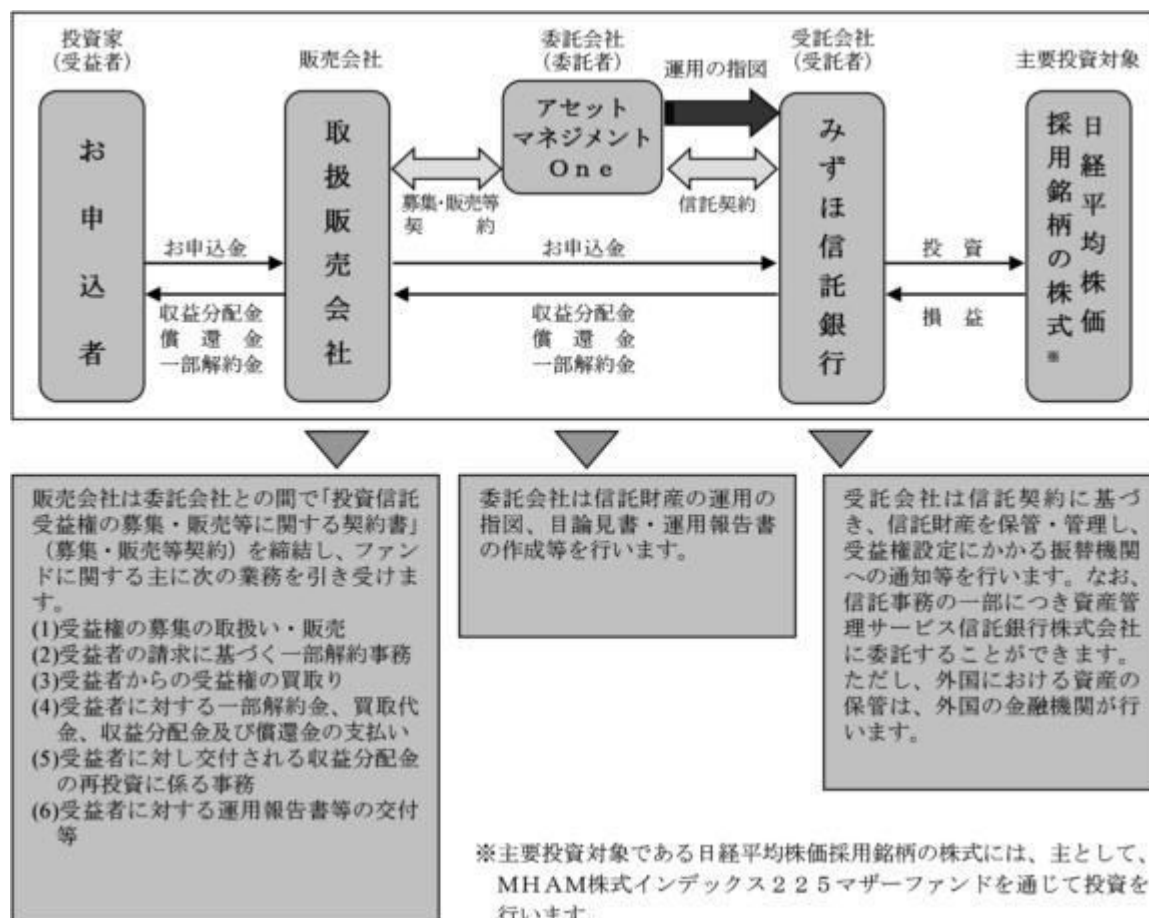 投資家
(受益者)
販売会社
委託会社
(委託者)
運用の指図
受託会社
(受託者)
主要投資対象
お申込者
取扱販売会社
アセット
マネジメント
One
みずほ信託銀行
日経平均株価
採用銘柄の株式※
募集・販売等
契約
信託契約
お申込金
収益分配金
償還金
一部解約金
お申込金
収益分配金
償還金
一部解約金
投資
損益
販売会社は委託会社との間で「投資信託
受益権の募集・販売等に関する契約書」
(募集・販売等契約)を締結し、ファン
ドに関する主に次の業務を引き受けま
す。
(1)受益権の募集の取扱い・販売
(2)受益者の請求に基づく一部解約事務
(3)受益者からの受益権の買取り
(4)受益者に対する一部解約金、買取代
金、収益分配金及び償還金の支払い
(5)受益者に対し交付される収益分配金
の再投資に係る事務
(6)受益者に対する運用報告書等の交付
等
委託会社は信託財産の運用の
指図、目論見書・運用報告書
の作成等を行います。
受託会社は信託契約に基づ
き、信託財産を保管・管理し、
受益権設定にかかる振替機関
への通知等を行います。なお、
信託事務の一部につき資産管
理サービス信託銀行株式会社
に委託することができます。
ただし、外国における資産の
保管は、外国の金融機関が行
います。
※主要投資対象である日経平均株価採用銘柄の株式には、主として、
MHAM株式インデックス225マザーファンドを通じて投資を
行います。